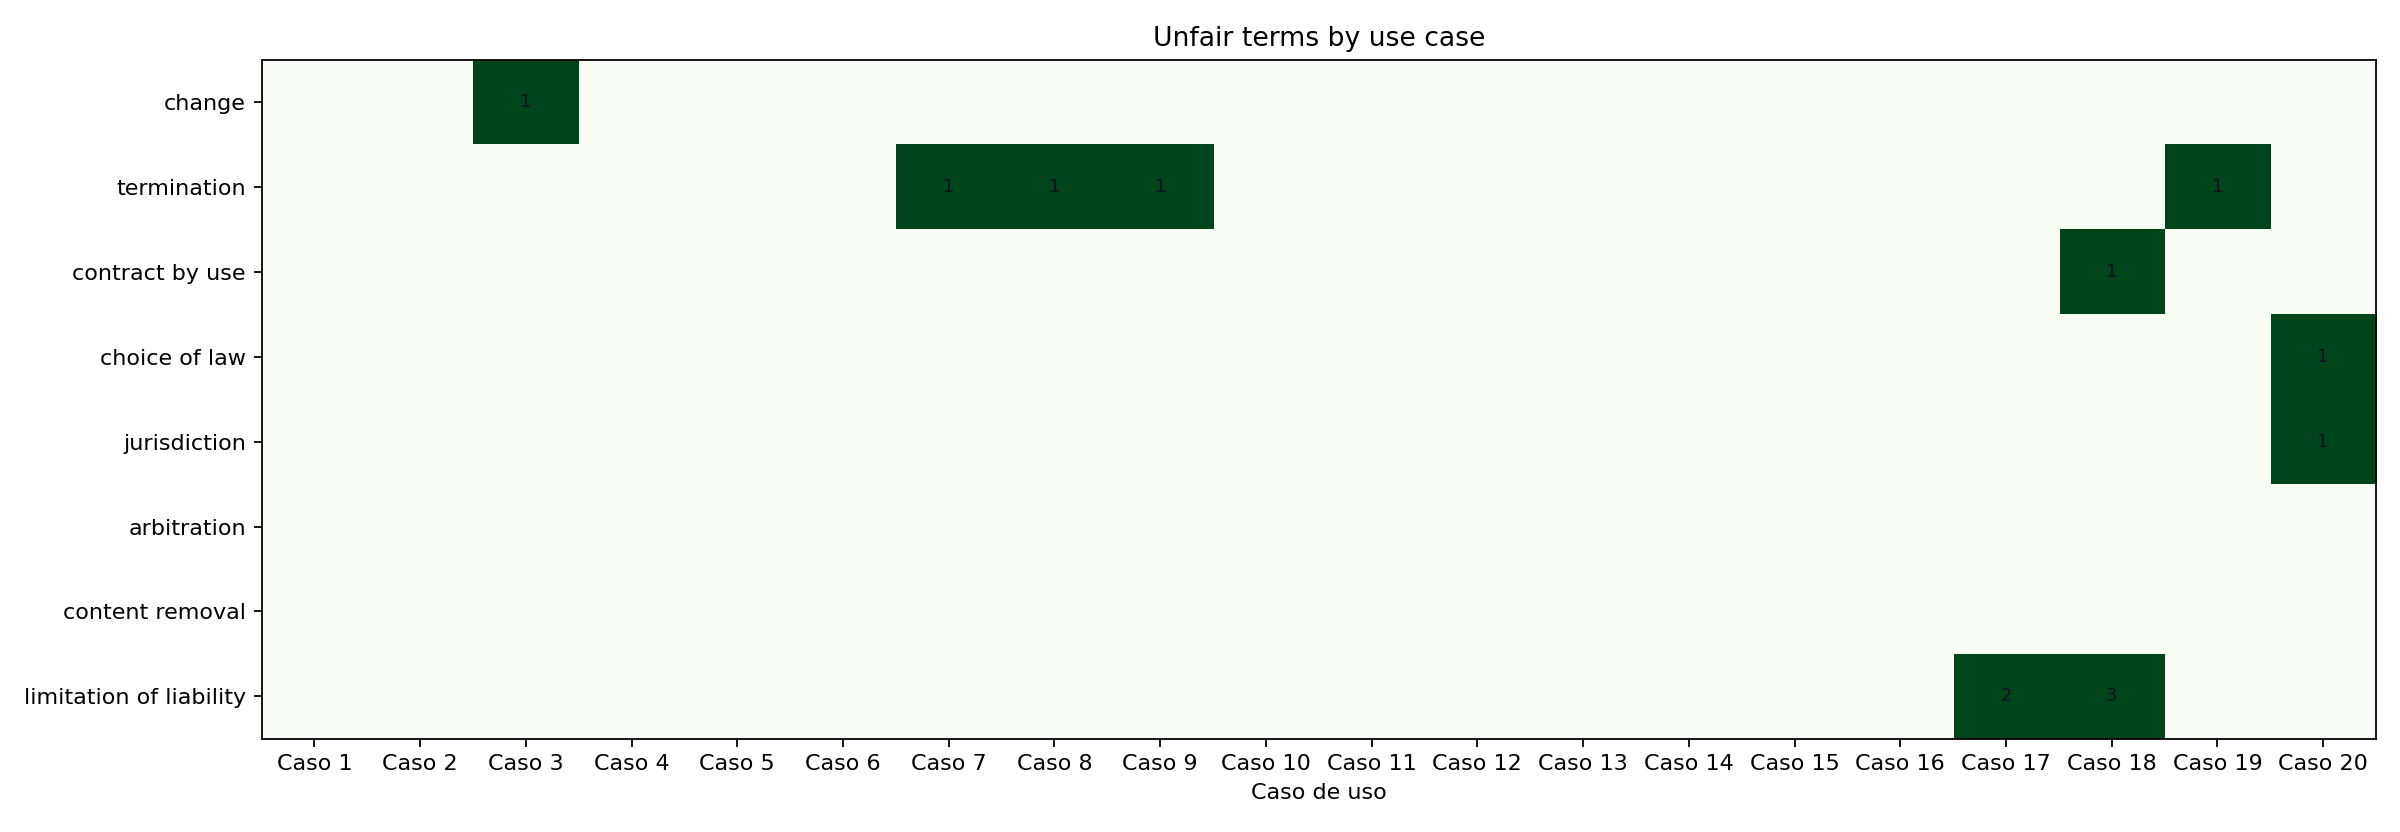 Unfair terms by use case
change
1
termination
1 1 1 1
contract by use
1
choice of law
1
jurisdiction
1
arbitration
content removal
limitation of liability
2 3
Caso 1 Caso 2 Caso 3 Caso 4 Caso 5 Caso 6 Caso 7 Caso 8 Caso 9 Caso 10 Caso 11 Caso 12 Caso 13 Caso 14 Caso 15 Caso 16 Caso 17 Caso 18 Caso 19 Caso 20
Caso de uso